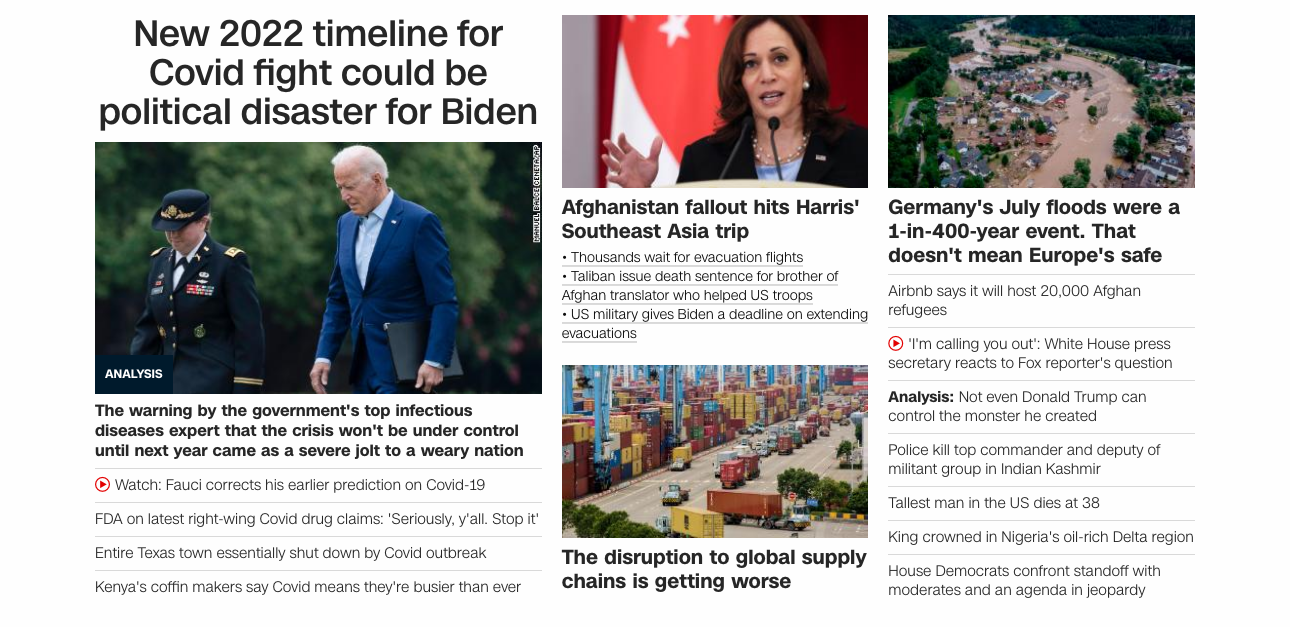 New 2022 timeline for
Covid fight could be
political disaster for Biden
MANUEL BALCE CENETA/AP
ANALYSIS
The warning by the government's top infectious
diseases expert that the crisis won't be under control
until next year came as a severe jolt to a weary nation
Watch: Fauci corrects his earlier prediction on Covid-19
FDA on latest right-wing Covid drug claims: 'Seriously, y'all. Stop it'
Entire Texas town essentially shut down by Covid outbreak
Kenya's coffin makers say Covid means they're busier than ever
Afghanistan fallout hits Harris'
Southeast Asia trip
• Thousands wait for evacuation flights
• Taliban issue death sentence for brother of
Afghan translator who helped US troops
• US military gives Biden a deadline on extending
evacuations
The disruption to global supply
chains is getting worse
Germany's July floods were a
1-in-400-year event. That
doesn't mean Europe's safe
Airbnb says it will host 20,000 Afghan
refugees
'I'm calling you out': White House press
secretary reacts to Fox reporter's question
Analysis: Not even Donald Trump can
control the monster he created
Police kill top commander and deputy of
militant group in Indian Kashmir
Tallest man in the US dies at 38
King crowned in Nigeria's oil-rich Delta region
House Democrats confront standoff with
moderates and an agenda in jeopardy